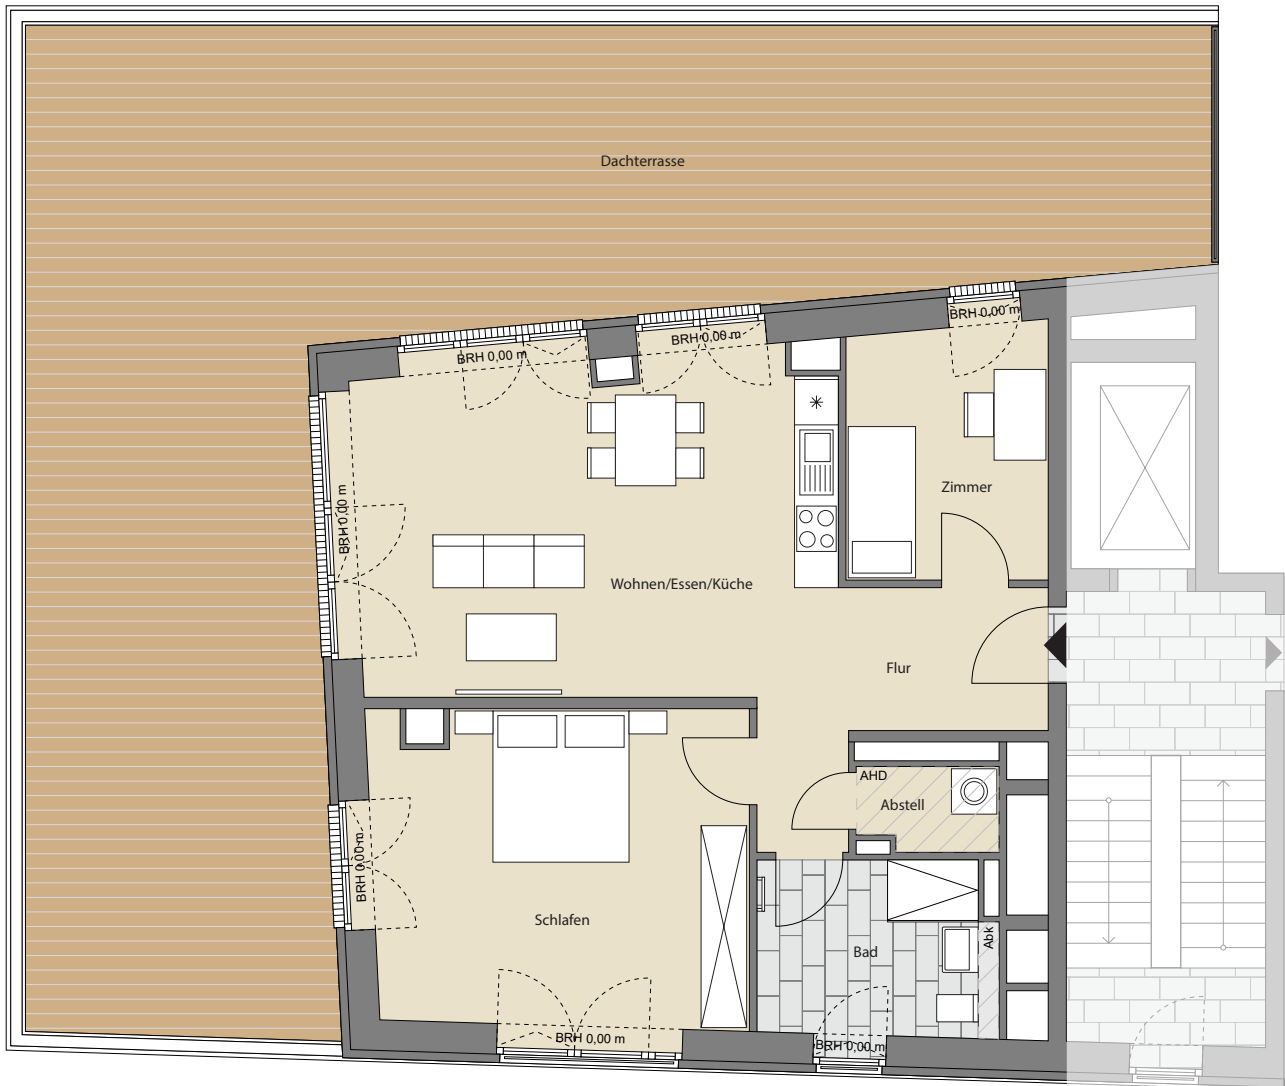 Dachterrasse
BRH 0,00 m
BRH 0,00 m
BRH 0,00 m
BRH 0,00 m
Zimmer
Wohnen/Essen/Küche
Flur
AHD
Abstell
BRH 0,00 m
Schlafen
Bad
Abk
BRH 0,00 m
BRH 0,00 m